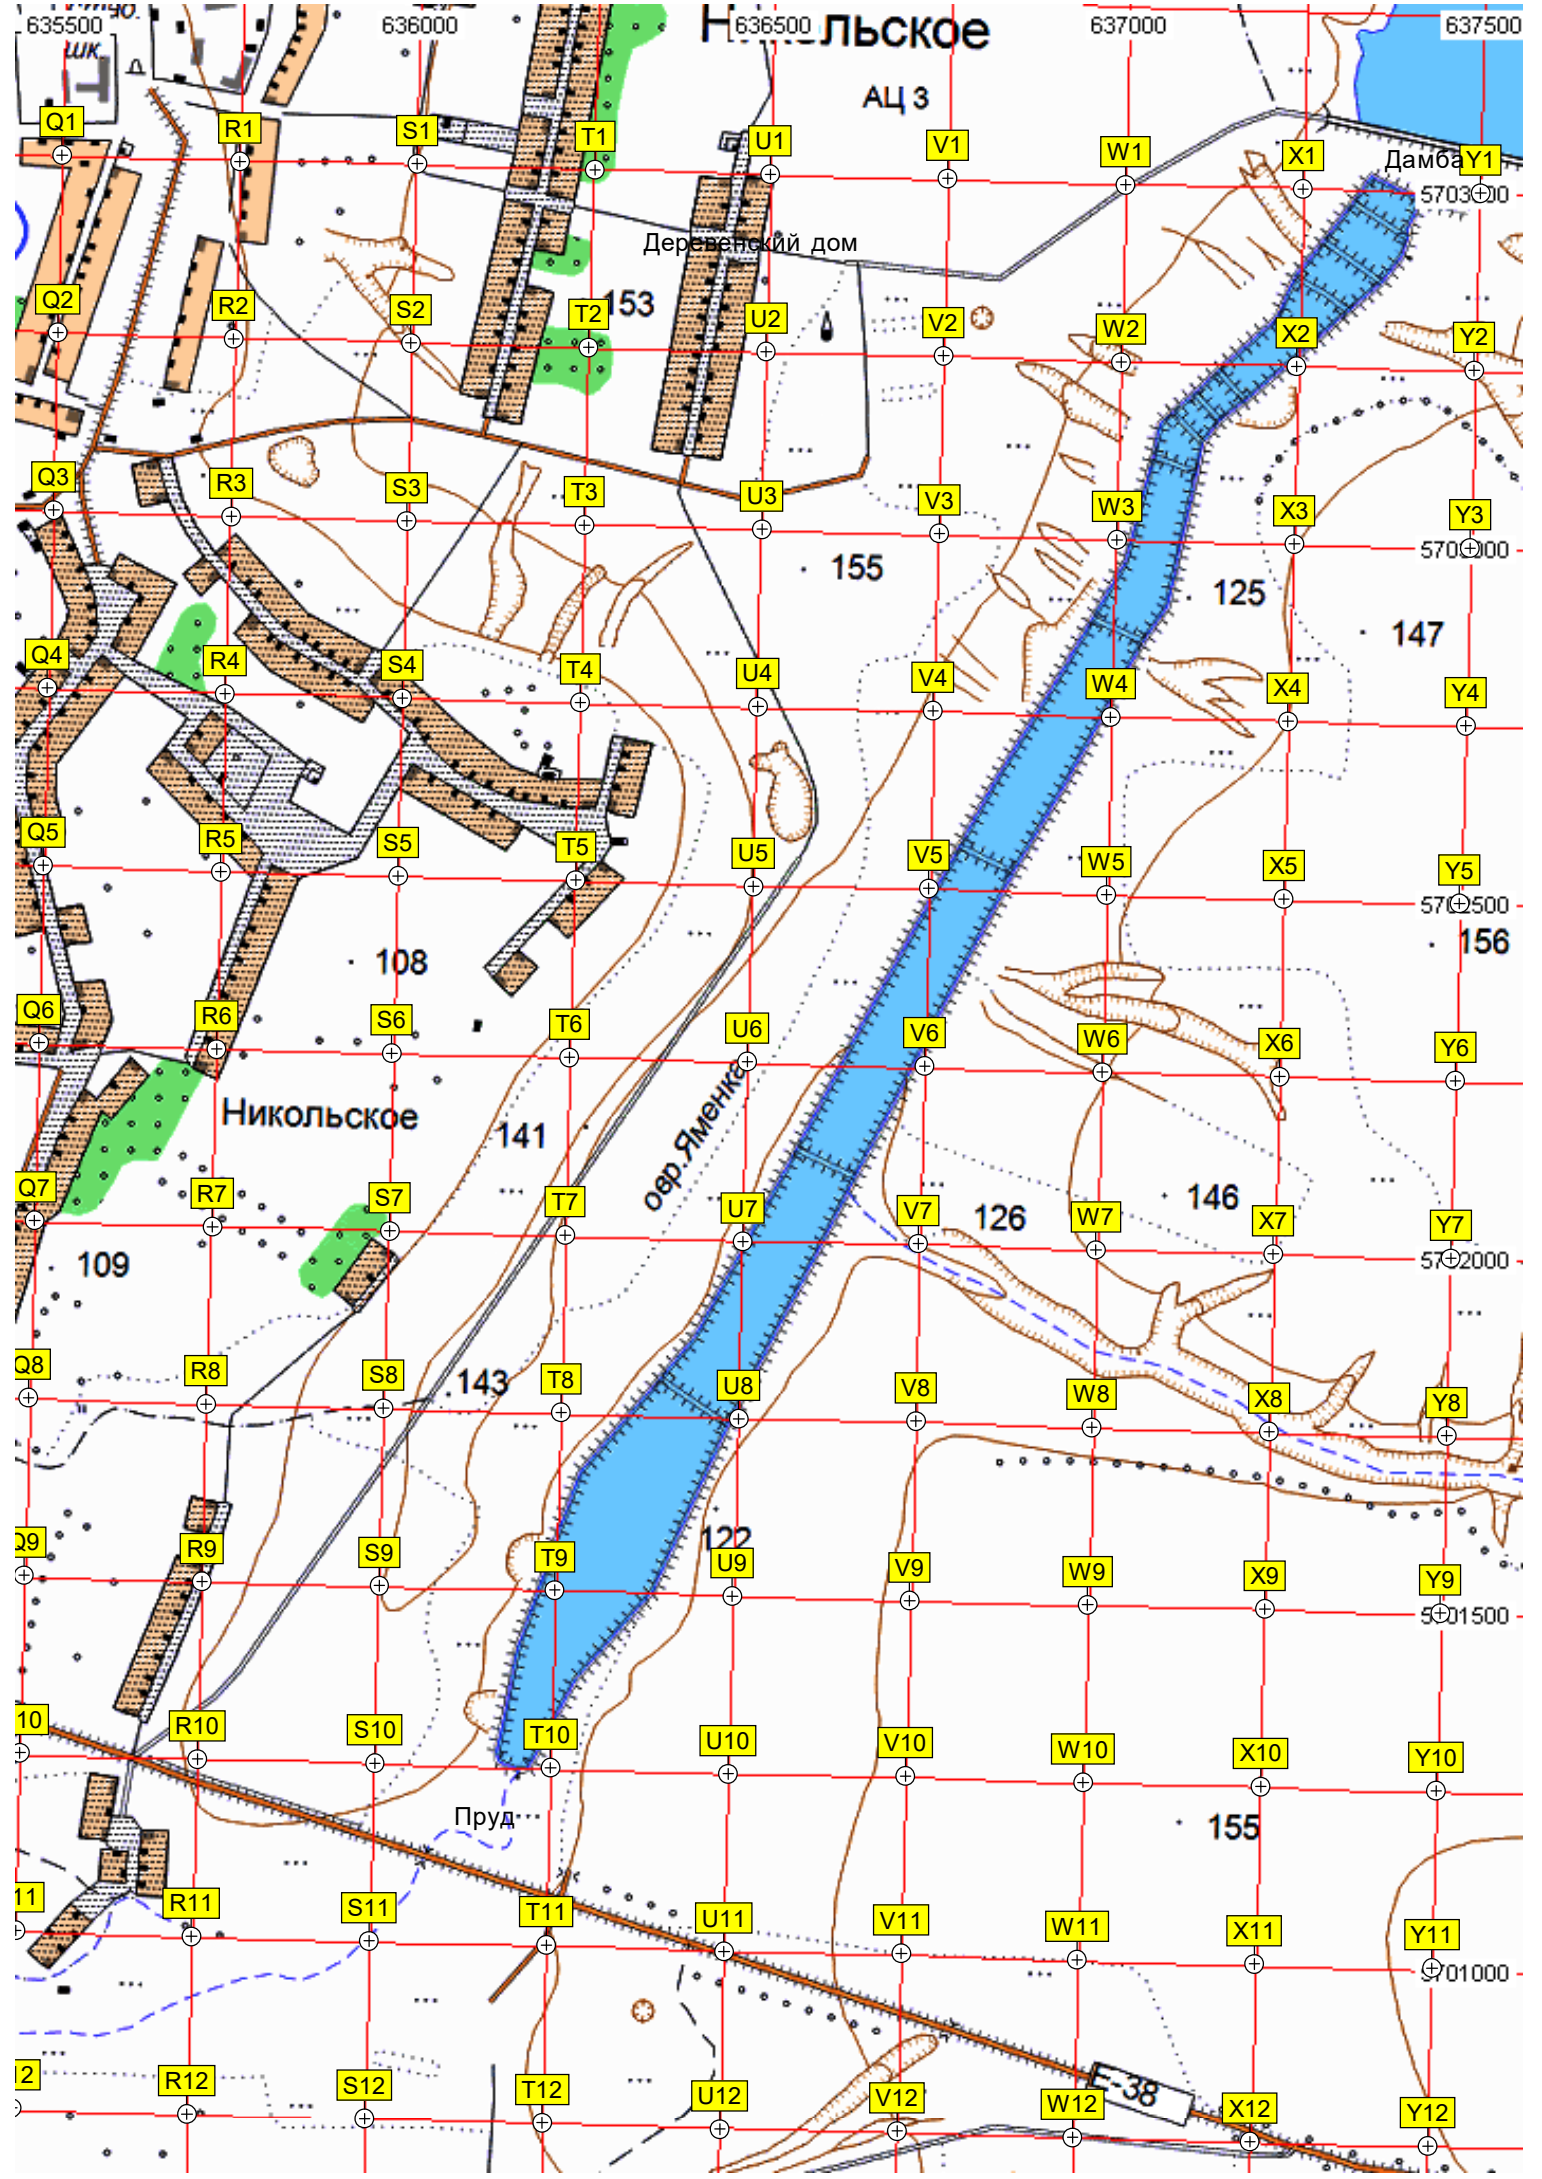 635500 636000 636500 637000 637500
шк.
Никольское
АЦ 3
Q1 R1 S1 T1 U1 V1 W1 X1 Y1
Дамба
Деревенский дом
153
Q2 R2 S2 T2 U2 V2 W2 X2 Y2
Q3 R3 S3 T3 U3 V3 W3 X3 Y3
155
125
147
Q4 R4 S4 T4 U4 V4 W4 X4 Y4
Q5 R5 S5 T5 U5 V5 W5 X5 Y5
5702500
156
108
Q6 R6 S6 T6 U6 V6 W6 X6 Y6
Никольское
141
овр.Яменка
146
126
Q7 R7 S7 T7 U7 V7 W7 X7 Y7
109
5702000
143
Q8 R8 S8 T8 U8 V8 W8 X8 Y8
122
Q9 R9 S9 T9 U9 V9 W9 X9 Y9
5701500
10 R10 S10 T10 U10 V10 W10 X10 Y10
Пруд
155
11 R11 S11 T11 U11 V11 W11 X11 Y11
5701000
E-38
2 R12 S12 T12 U12 V12 W12 X12 Y12